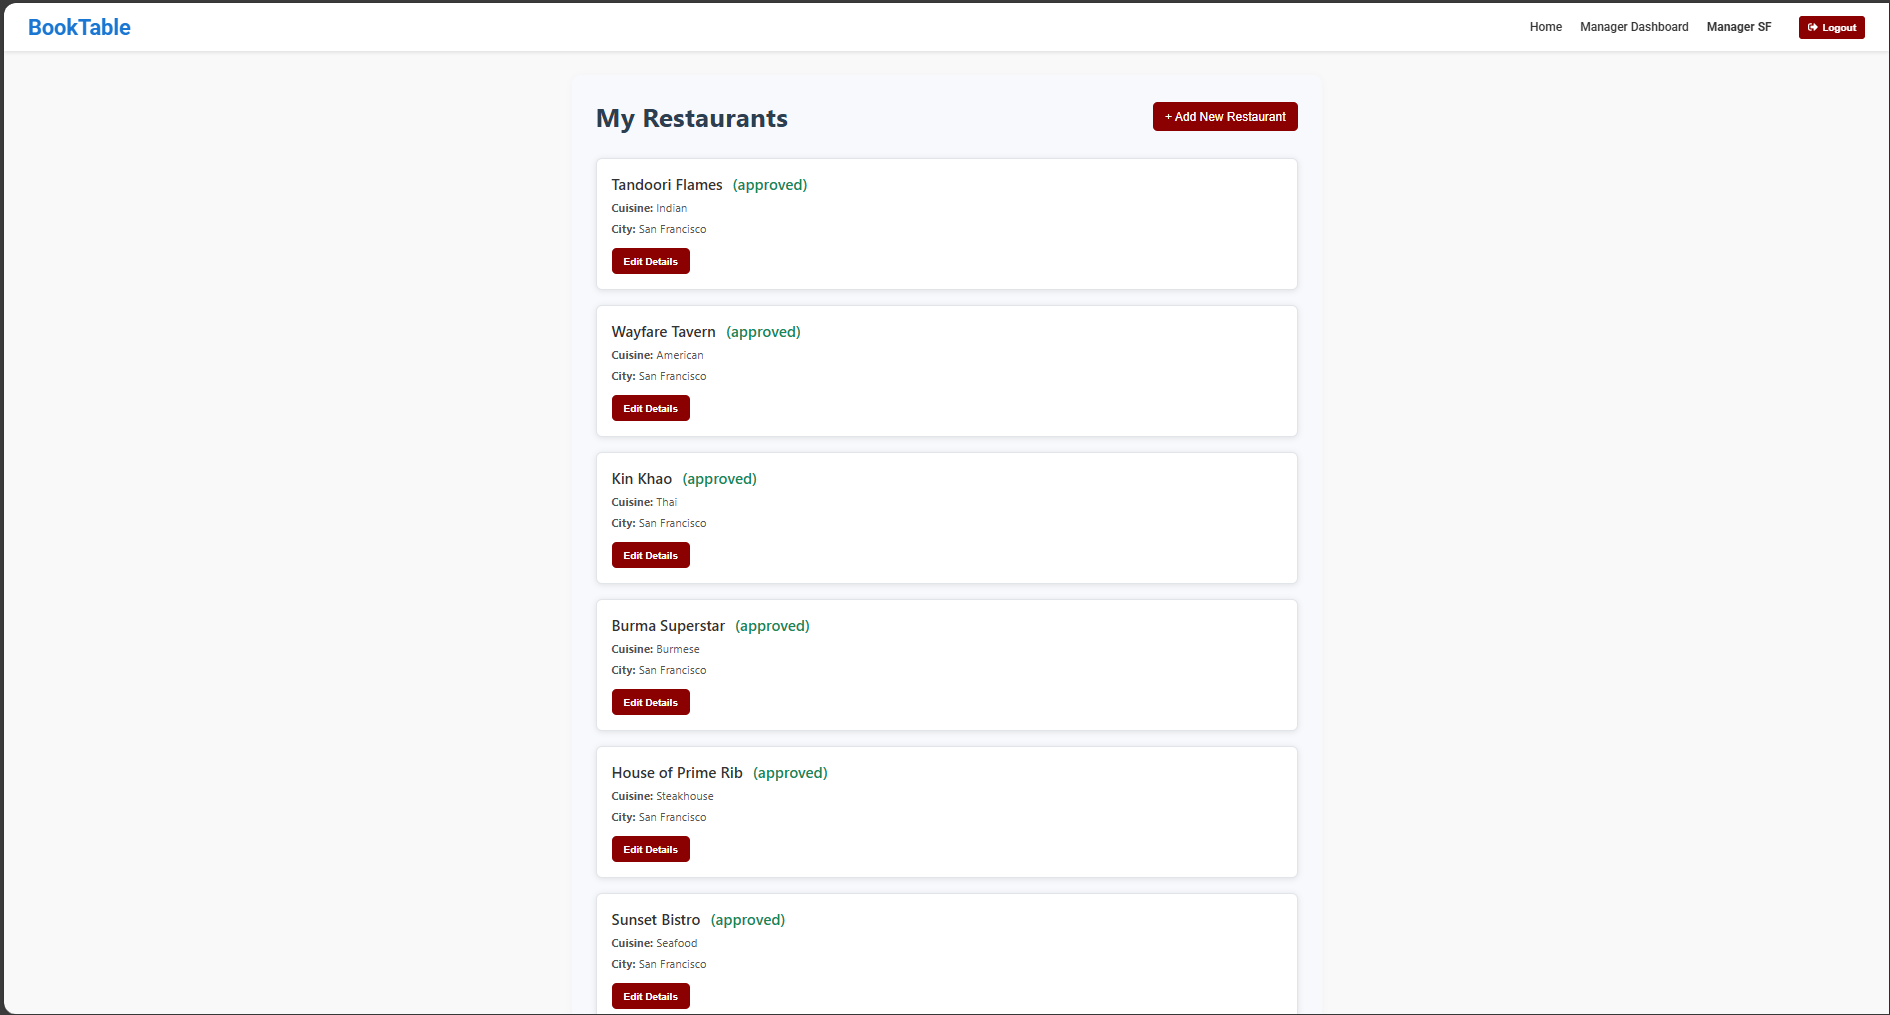 BookTable
Home Manager Dashboard Manager SF Logout
My Restaurants
+ Add New Restaurant
Tandoori Flames (approved)
Cuisine: Indian
City: San Francisco
Edit Details
Wayfare Tavern (approved)
Cuisine: American
City: San Francisco
Edit Details
Kin Khao (approved)
Cuisine: Thai
City: San Francisco
Edit Details
Burma Superstar (approved)
Cuisine: Burmese
City: San Francisco
Edit Details
House of Prime Rib (approved)
Cuisine: Steakhouse
City: San Francisco
Edit Details
Sunset Bistro (approved)
Cuisine: Seafood
City: San Francisco
Edit Details